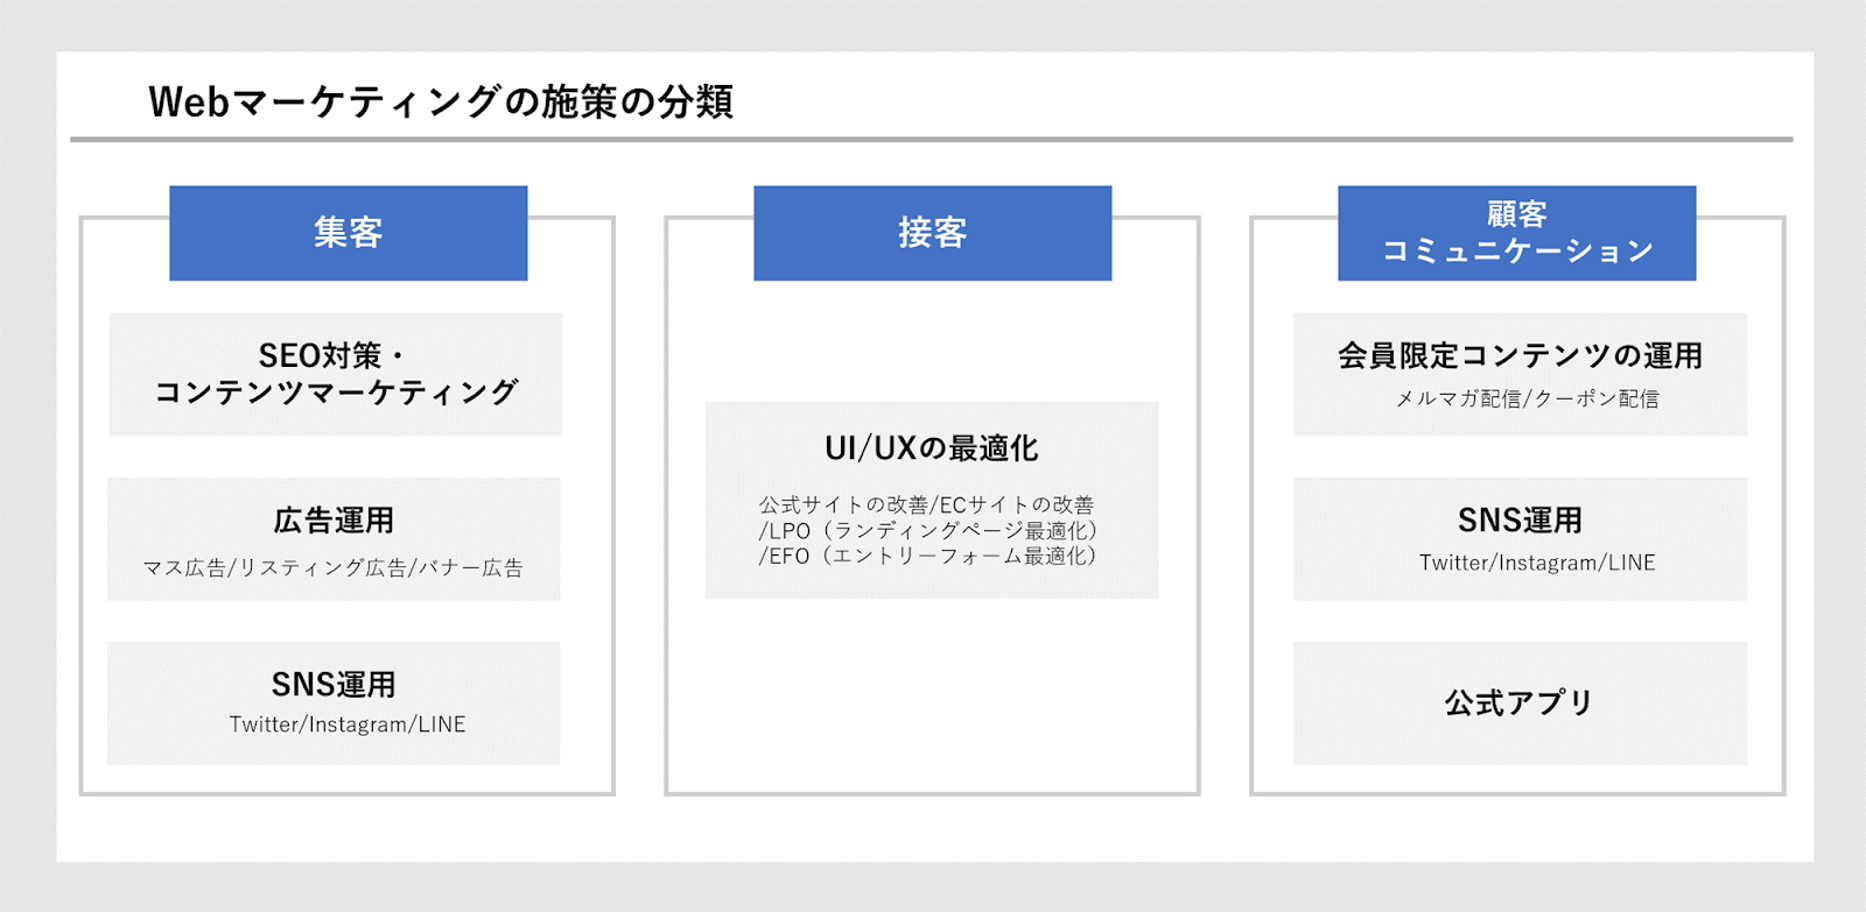 Webマーケティングの施策の分類
集客
SEO対策・
コンテンツマーケティング
広告運用
マス広告/リスティング広告/バナー広告
SNS運用
Twitter/Instagram/LINE
接客
UI/UXの最適化
公式サイトの改善/ECサイトの改善
/LPO（ランディングページ最適化）
/EFO（エントリーフォーム最適化）
顧客
コミュニケーション
会員限定コンテンツの運用
メルマガ配信/クーポン配信
SNS運用
Twitter/Instagram/LINE
公式アプリ